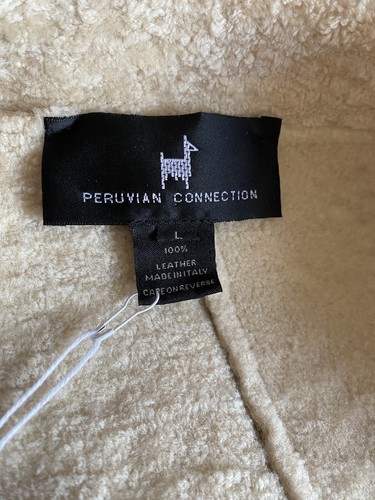 PERUVIAN CONNECTION
L
100%
LEATHER
MADE IN ITALY
CARE ON REVERSE